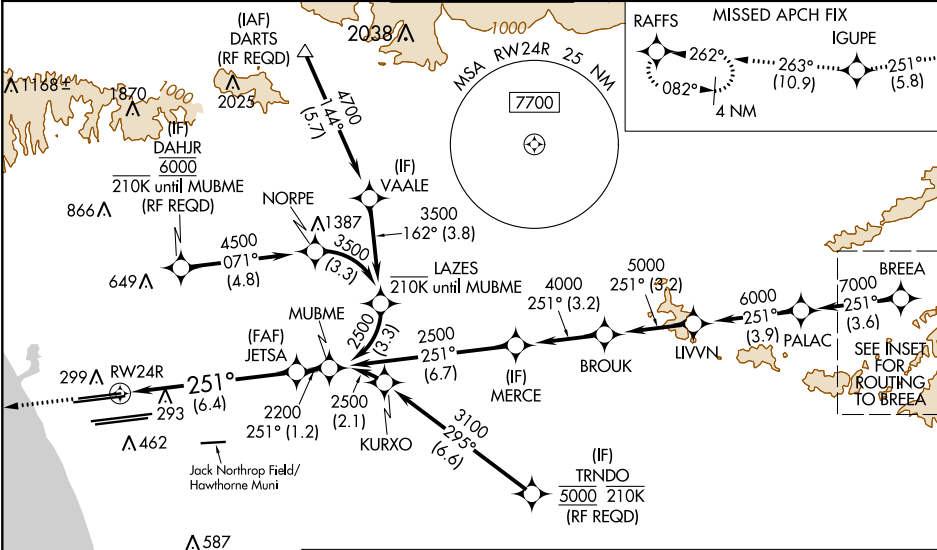 (IAF)
DARTS
(RF REQD)
2038
1000
MISSED APCH FIX
RAFFS
IGUPE
262°
263°
(10.9)
251°
(5.8)
082°
4 NM
MSA RW24R 25 NM
7700
1168±
1870
1000
2025
4700
144°
(5.7)
(IF)
DAHJR
6000
210K until MUBME
(RF REQD)
(IF)
VAALE
NORPE
866
1387
3500
162° (3.8)
3500
(3.3)
4500
071°
(4.8)
649
LAZES
210K until MUBME
MUBME
2500
(3.3)
4000
251° (3.2)
5000
251° (3.2)
6000
251°
(3.9)
7000
251°
(3.6)
BREEA
PALAC
LIVVN
BROUK
(IF)
MERCE
2500
251°
(6.7)
SEE INSET
FOR
ROUTING
TO BREEA
(FAF)
JETSA
299
RW24R
251°
(6.4)
293
2200
251° (1.2)
2500
(2.1)
KURXO
462
3100
295°
(6.6)
Jack Northrop Field/
Hawthorne Muni
(IF)
TRNDO
5000 210K
(RF REQD)
587